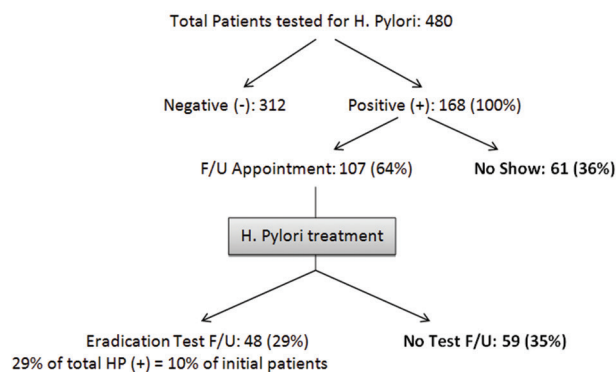 Total Patients tested for H. Pylori: 480
Negative (-): 312
Positive (+): 168 (100%)
F/U Appointment: 107 (64%)
No Show: 61 (36%)
H. Pylori treatment
Eradication Test F/U: 48 (29%)
29% of total HP (+) = 10% of initial patients
No Test F/U: 59 (35%)